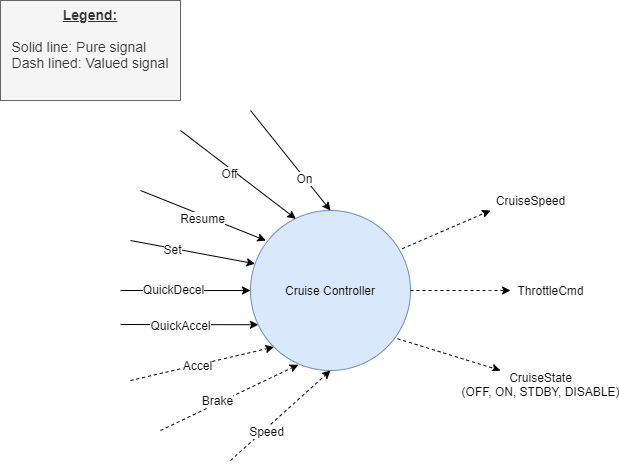 Legend:
Solid line: Pure signal
Dash lined: Valued signal
On
Off
Resume
Set
QuickDecel
QuickAccel
Accel
Brake
Speed
Cruise Controller
CruiseSpeed
ThrottleCmd
CruiseState
(OFF, ON, STDBY, DISABLE)